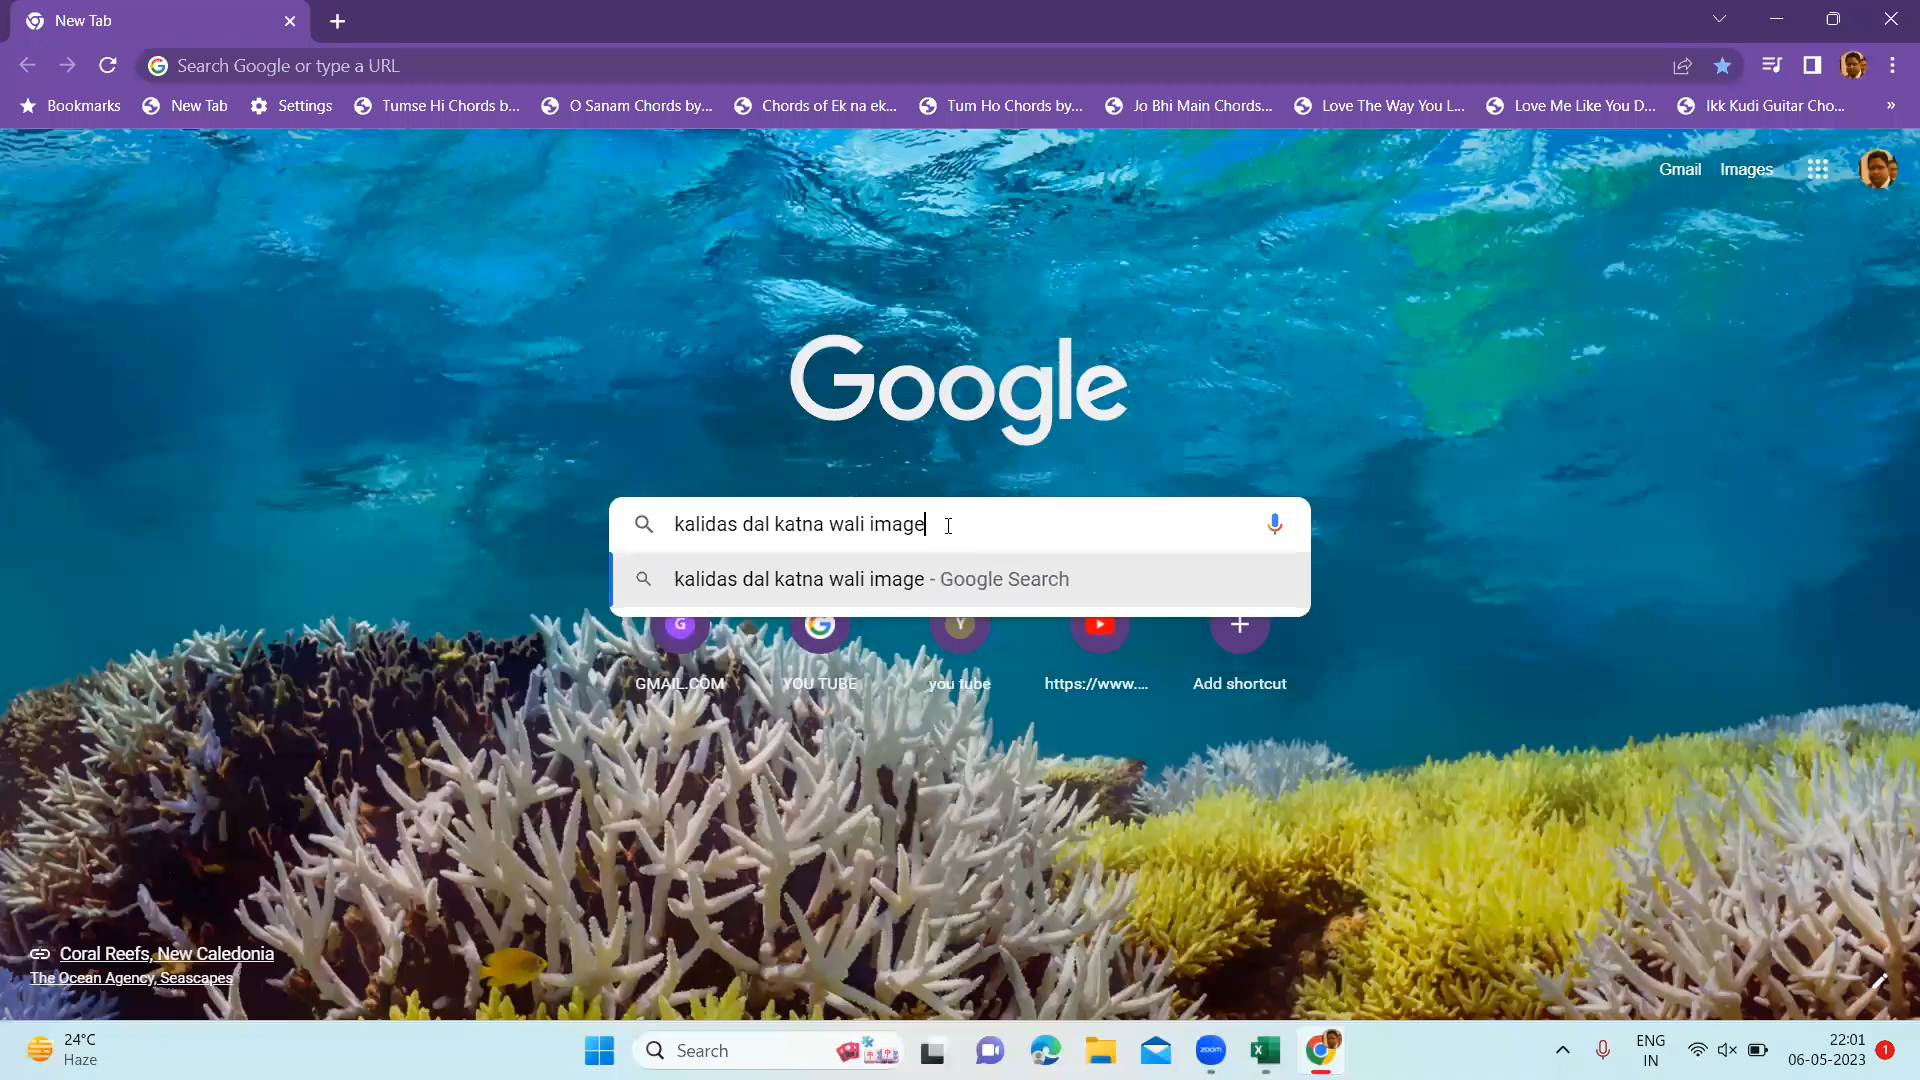 New Tab
Search Google or type a URL
Bookmarks New Tab Settings Tumse Hi Chords b... O Sanam Chords by... Chords of Ek na ek... Tum Ho Chords by... Jo Bhi Main Chords... Love The Way You L... Love Me Like You D... Ikk Kudi Guitar Cho... »
Gmail Images
Google
kalidas dal katna wali image
kalidas dal katna wali image - Google Search
G Y
GMAIL.COM YOU TUBE you tube https://www.... Add shortcut
Coral Reefs, New Caledonia
The Ocean Agency, Seascapes
24°C
Haze
Search
zoom
ENG
IN
22:01
06-05-2023
1